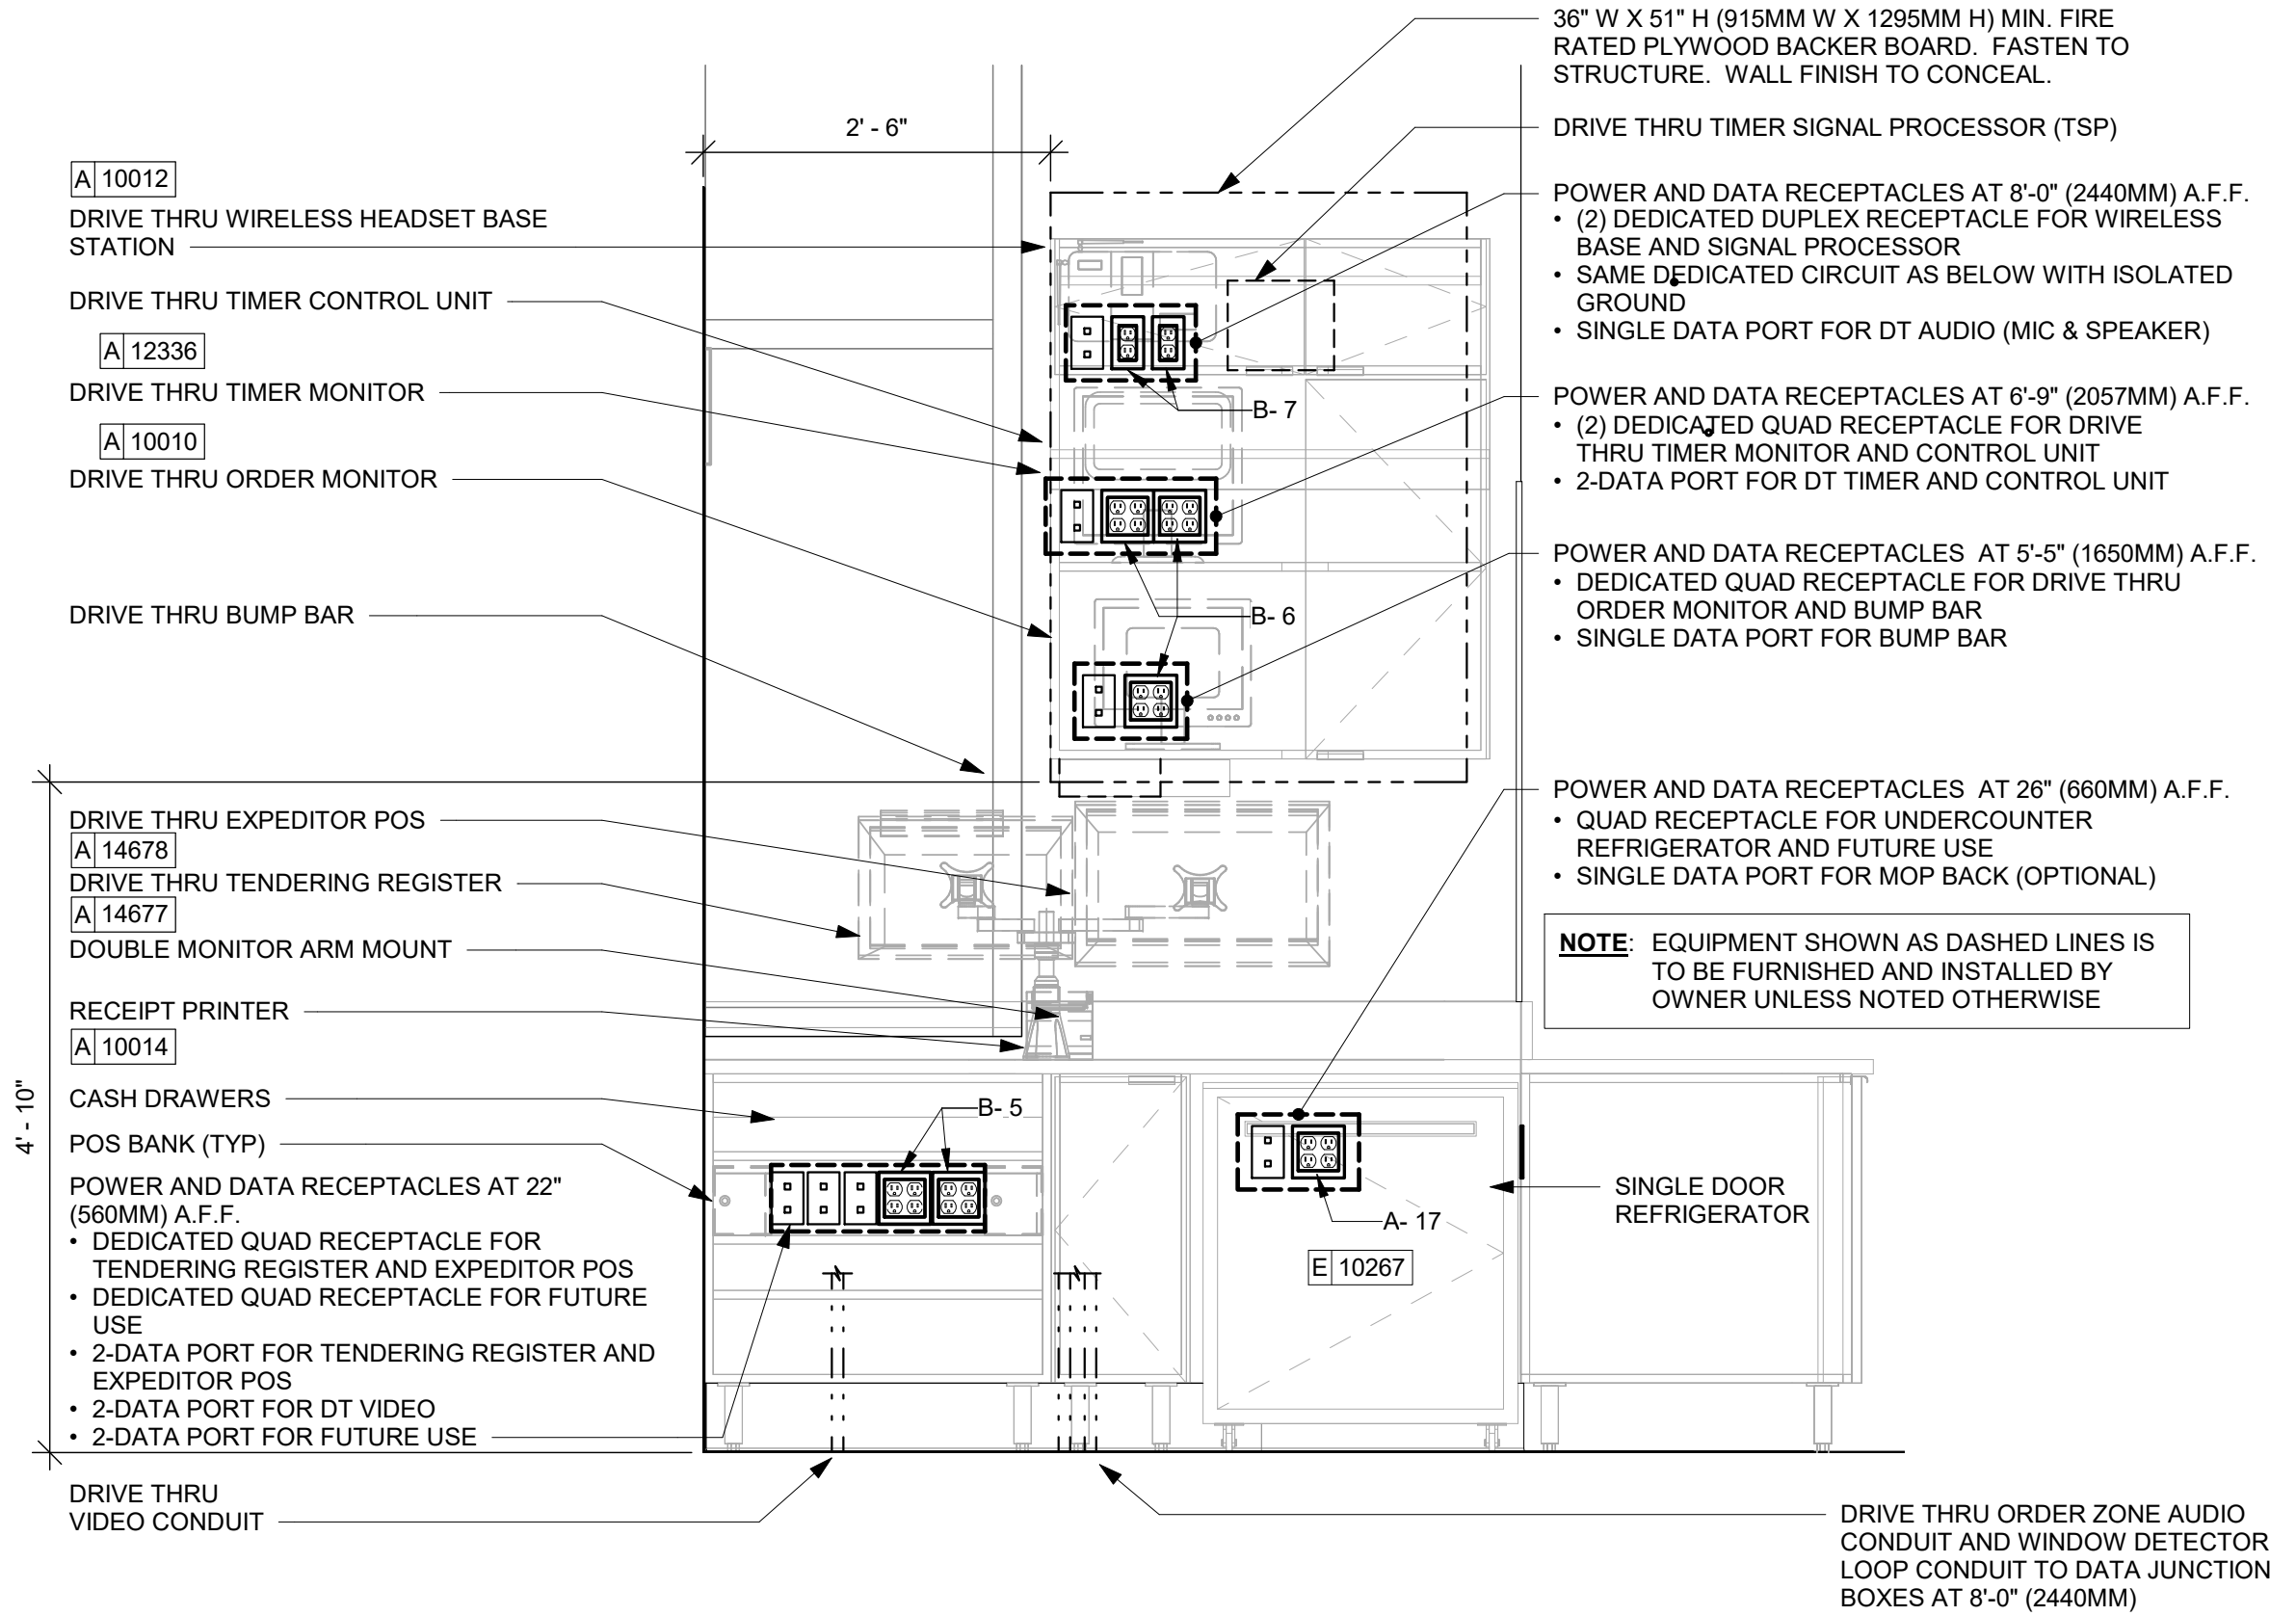 36" W X 51" H (915MM W X 1295MM H) MIN. FIRE
RATED PLYWOOD BACKER BOARD. FASTEN TO
STRUCTURE. WALL FINISH TO CONCEAL.
2' - 6"
DRIVE THRU TIMER SIGNAL PROCESSOR (TSP)
A 10012
DRIVE THRU WIRELESS HEADSET BASE
STATION
DRIVE THRU TIMER CONTROL UNIT
A 12336
DRIVE THRU TIMER MONITOR
A 10010
DRIVE THRU ORDER MONITOR
DRIVE THRU BUMP BAR
POWER AND DATA RECEPTACLES AT 8'-0" (2440MM) A.F.F.
• (2) DEDICATED DUPLEX RECEPTACLE FOR WIRELESS
BASE AND SIGNAL PROCESSOR
• SAME DEDICATED CIRCUIT AS BELOW WITH ISOLATED
GROUND
• SINGLE DATA PORT FOR DT AUDIO (MIC & SPEAKER)
B- 7
POWER AND DATA RECEPTACLES AT 6'-9" (2057MM) A.F.F.
• (2) DEDICATED QUAD RECEPTACLE FOR DRIVE
THRU TIMER MONITOR AND CONTROL UNIT
• 2-DATA PORT FOR DT TIMER AND CONTROL UNIT
B- 6
POWER AND DATA RECEPTACLES AT 5'-5" (1650MM) A.F.F.
• DEDICATED QUAD RECEPTACLE FOR DRIVE THRU
ORDER MONITOR AND BUMP BAR
• SINGLE DATA PORT FOR BUMP BAR
POWER AND DATA RECEPTACLES AT 26" (660MM) A.F.F.
• QUAD RECEPTACLE FOR UNDERCOUNTER
REFRIGERATOR AND FUTURE USE
• SINGLE DATA PORT FOR MOP BACK (OPTIONAL)
NOTE: EQUIPMENT SHOWN AS DASHED LINES IS
TO BE FURNISHED AND INSTALLED BY
OWNER UNLESS NOTED OTHERWISE
DRIVE THRU EXPEDITOR POS
A 14678
DRIVE THRU TENDERING REGISTER
A 14677
DOUBLE MONITOR ARM MOUNT
RECEIPT PRINTER
A 10014
CASH DRAWERS
POS BANK (TYP)
4' - 10"
POWER AND DATA RECEPTACLES AT 22"
(560MM) A.F.F.
• DEDICATED QUAD RECEPTACLE FOR
TENDERING REGISTER AND EXPEDITOR POS
• DEDICATED QUAD RECEPTACLE FOR FUTURE
USE
• 2-DATA PORT FOR TENDERING REGISTER AND
EXPEDITOR POS
• 2-DATA PORT FOR DT VIDEO
• 2-DATA PORT FOR FUTURE USE
B- 5
A- 17
E 10267
SINGLE DOOR
REFRIGERATOR
DRIVE THRU
VIDEO CONDUIT
DRIVE THRU ORDER ZONE AUDIO
CONDUIT AND WINDOW DETECTOR
LOOP CONDUIT TO DATA JUNCTION
BOXES AT 8'-0" (2440MM)